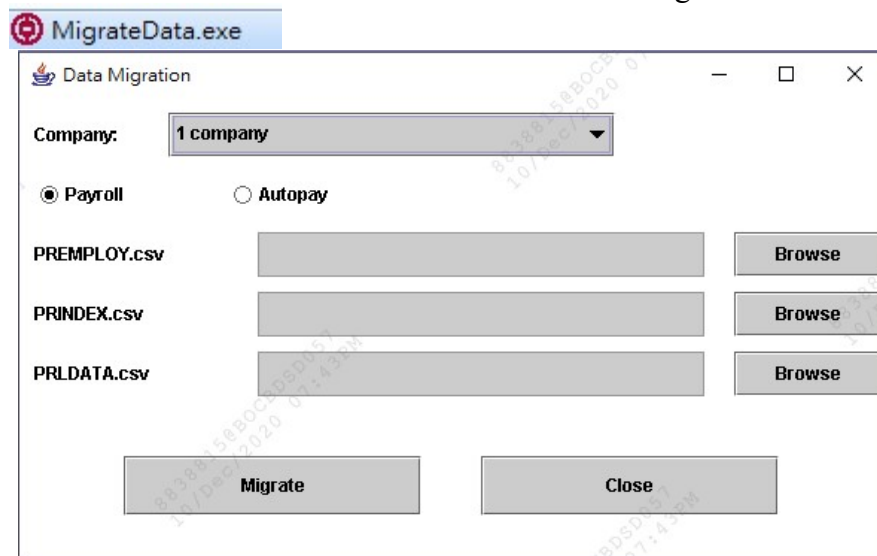 MigrateData.exe
Data Migration
Company: 1 company
Payroll Autopay
PREMPLOY.csv Browse
PRINDEX.csv Browse
PRLDATA.csv Browse
Migrate Close